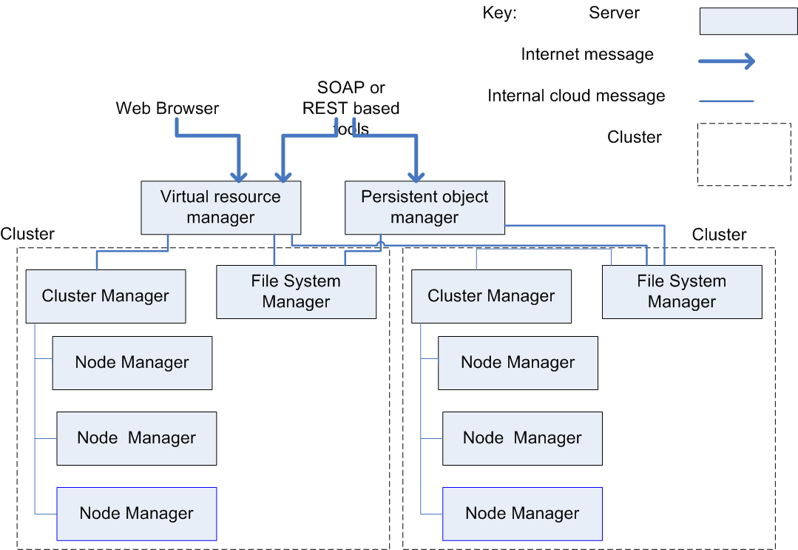 Key:
Server
Internet message
Internal cloud message
Cluster
Web Browser
SOAP or
REST based
tools
Virtual resource
manager
Persistent object
manager
Cluster
Cluster
Cluster Manager
File System
Manager
Cluster Manager
File System
Manager
Node Manager
Node  Manager
Node Manager
Node Manager
Node  Manager
Node Manager